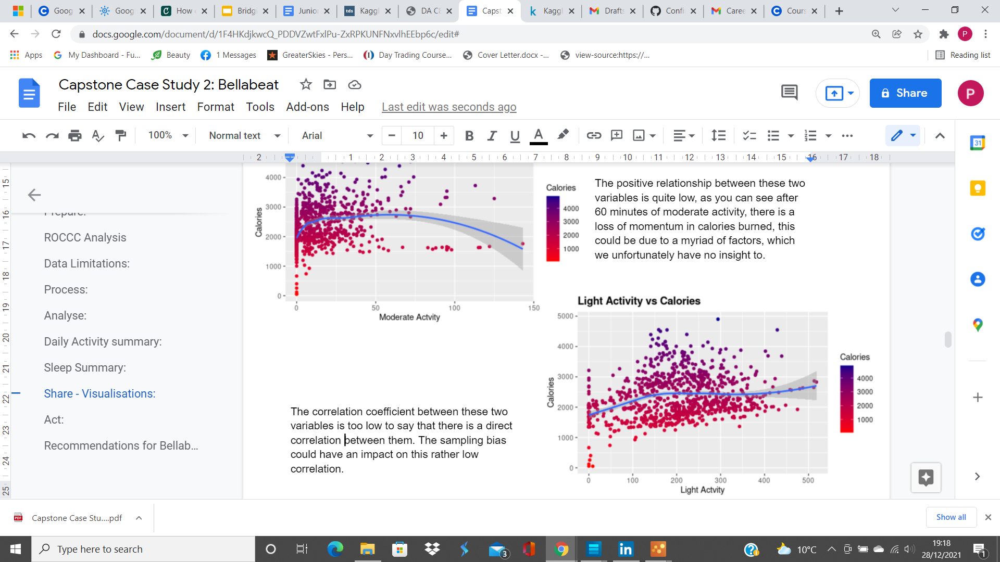 Goog
Goog
How
Bridgi
Junio
tds
Kaggl
DA C
Capst
k
Kaggl
Drafts
Confi
Caree
Cours
docs.google.com/document/d/1F4HKdjkwcQ_PDDVZwtFxlPu-ZxRPKUNFNxvlhEEbp6c/edit#
P
Apps
My Dashboard - Fu...
Beauty
1 Messages
GreaterSkies - Pers...
Day Trading Course...
Cover Letter.docx -...
view-source:https://...
Reading list
Capstone Case Study 2: Bellabeat
File Edit View Insert Format Tools Add-ons Help Last edit was seconds ago
Share
P
100%
Normal text
Arial
10
B I U A
2 1 2 3 4 5 6 7 8 9 10 11 12 13 14 15 16 17 18
31
15
16
17
18
19
20
21
22
23
24
25
Prepare:
ROCCC Analysis
Data Limitations:
Process:
Analyse:
Daily Activity summary:
Sleep Summary:
Share - Visualisations:
Act:
Recommendations for Bellab...
4000
3000
2000
1000
0
Calories
0 50 100 150
Moderate Actvity
Calories
4000
3000
2000
1000
The positive relationship between these two
variables is quite low, as you can see after
60 minutes of moderate activity, there is a
loss of momentum in calories burned, this
could be due to a myriad of factors, which
we unfortunately have no insight to.
Light Activity vs Calories
5000
4000
3000
2000
1000
0
Calories
0 100 200 300 400 500
Light Actvity
Calories
4000
3000
2000
1000
The correlation coefficient between these two
variables is too low to say that there is a direct
correlation between them. The sampling bias
could have an impact on this rather low
correlation.
PDF
Capstone Case Stu....pdf
Show all
Type here to search
3
10°C
19:18
28/12/2021
1